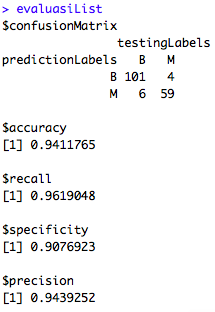 > evaluasiList
$confusionMatrix
testingLabels
predictionLabels B M
B 101 4
M 6 59
$accuracy
[1] 0.9411765
$recall
[1] 0.9619048
$specificity
[1] 0.9076923
$precision
[1] 0.9439252